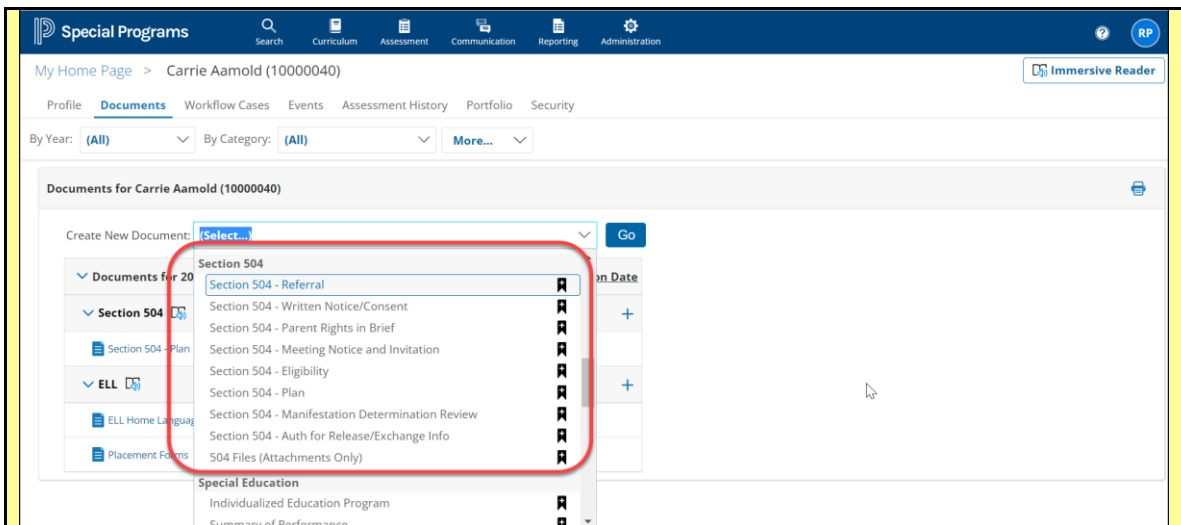 Special Programs
Search
Curriculum
Assessment
Communication
Reporting
Administration
?
RP
My Home Page > Carrie Aamold (10000040)
Immersive Reader
Profile Documents Workflow Cases Events Assessment History Portfolio Security
By Year: (All) By Category: (All) More...
Documents for Carrie Aamold (10000040)
Create New Document: (Select...) Go
Section 504
Documents for 20
on Date
Section 504 - Referral
Section 504
Section 504 - Written Notice/Consent
Section 504 - Parent Rights in Brief
Section 504 - Plan
Section 504 - Meeting Notice and Invitation
Section 504 - Eligibility
ELL
Section 504 - Plan
Section 504 - Manifestation Determination Review
ELL Home Languag
Section 504 - Auth for Release/Exchange Info
Placement Forms
504 Files (Attachments Only)
Special Education
Individualized Education Program
Summary of Performance